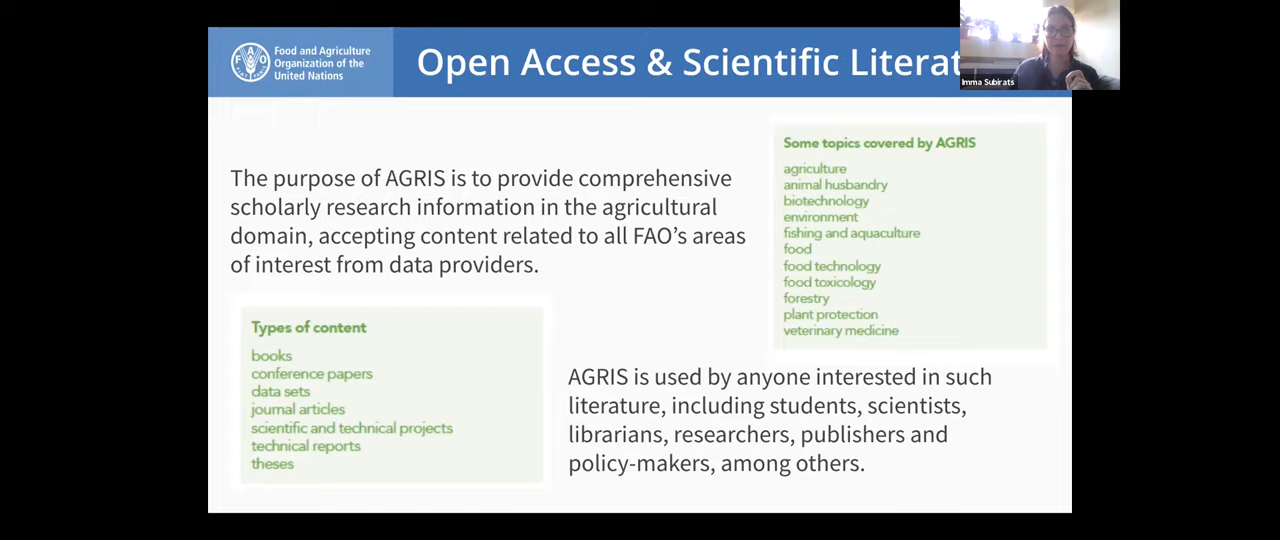 Food and Agriculture
Organization of the
United Nations
Open Access & Scientific Literat
Imma Subirats
The purpose of AGRIS is to provide comprehensive
scholarly research information in the agricultural
domain, accepting content related to all FAO's areas
of interest from data providers.
Some topics covered by AGRIS
agriculture
animal husbandry
biotechnology
environment
fishing and aquaculture
food
food technology
food toxicology
forestry
plant protection
veterinary medicine
Types of content
books
conference papers
data sets
journal articles
scientific and technical projects
technical reports
theses
AGRIS is used by anyone interested in such
literature, including students, scientists,
librarians, researchers, publishers and
policy-makers, among others.